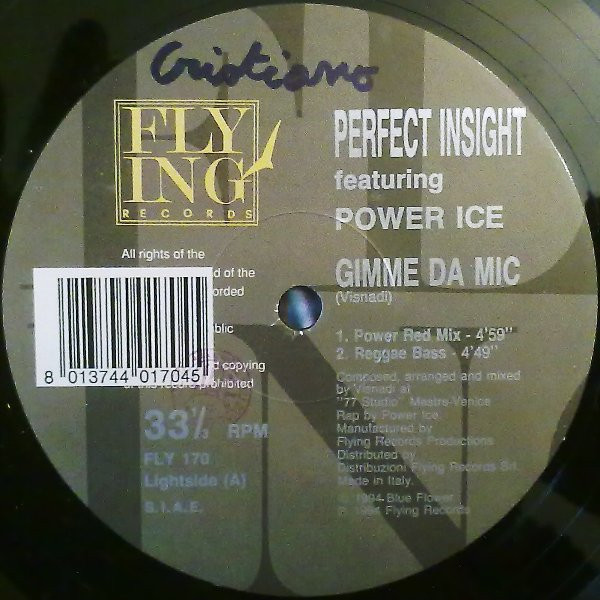 Cristiano
FLY
ING
RECORDS
PERFECT INSIGHT
featuring
POWER ICE
GIMME DA MIC
(Visnadi)
1. Power Red Mix - 4'59"
2. Reggae Bass - 4'49"
Composed, arranged and mixed
by Visnadi at
"77 Studio" Mestre-Venice
Rap by Power Ice.
Manufactured by
Flying Records Productions.
Distributed by
Distribuzioni Flying Records Srl.
Made in Italy.
© 1994 Blue Flower
℗ 1994 Flying Records
All rights of the
d of the
orded
blic
d copying
of this record prohibited
8 013744 017045
33 1/3 RPM
FLY 170
Lightside (A)
S.I.A.E.